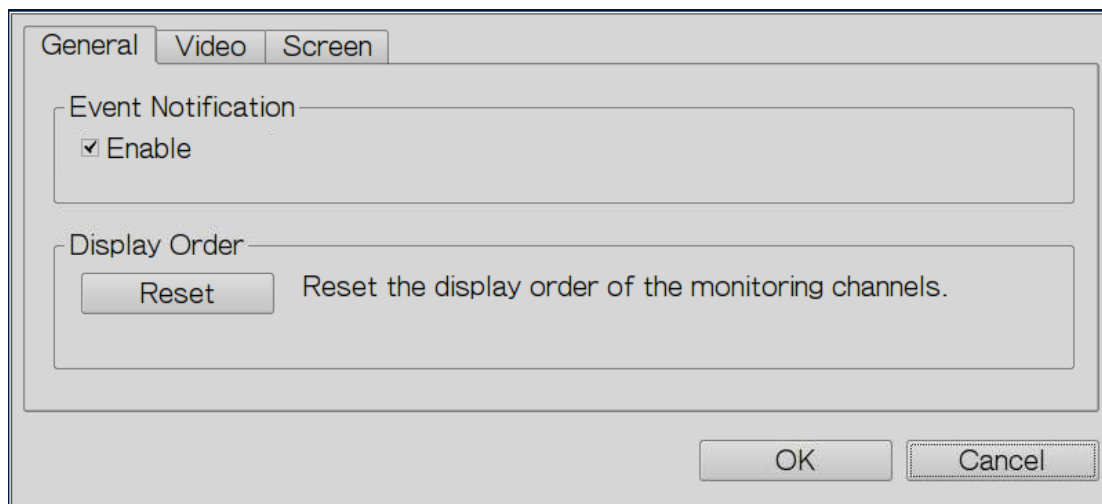 General Video Screen
Event Notification
Enable
Display Order
Reset Reset the display order of the monitoring channels.
OK Cancel